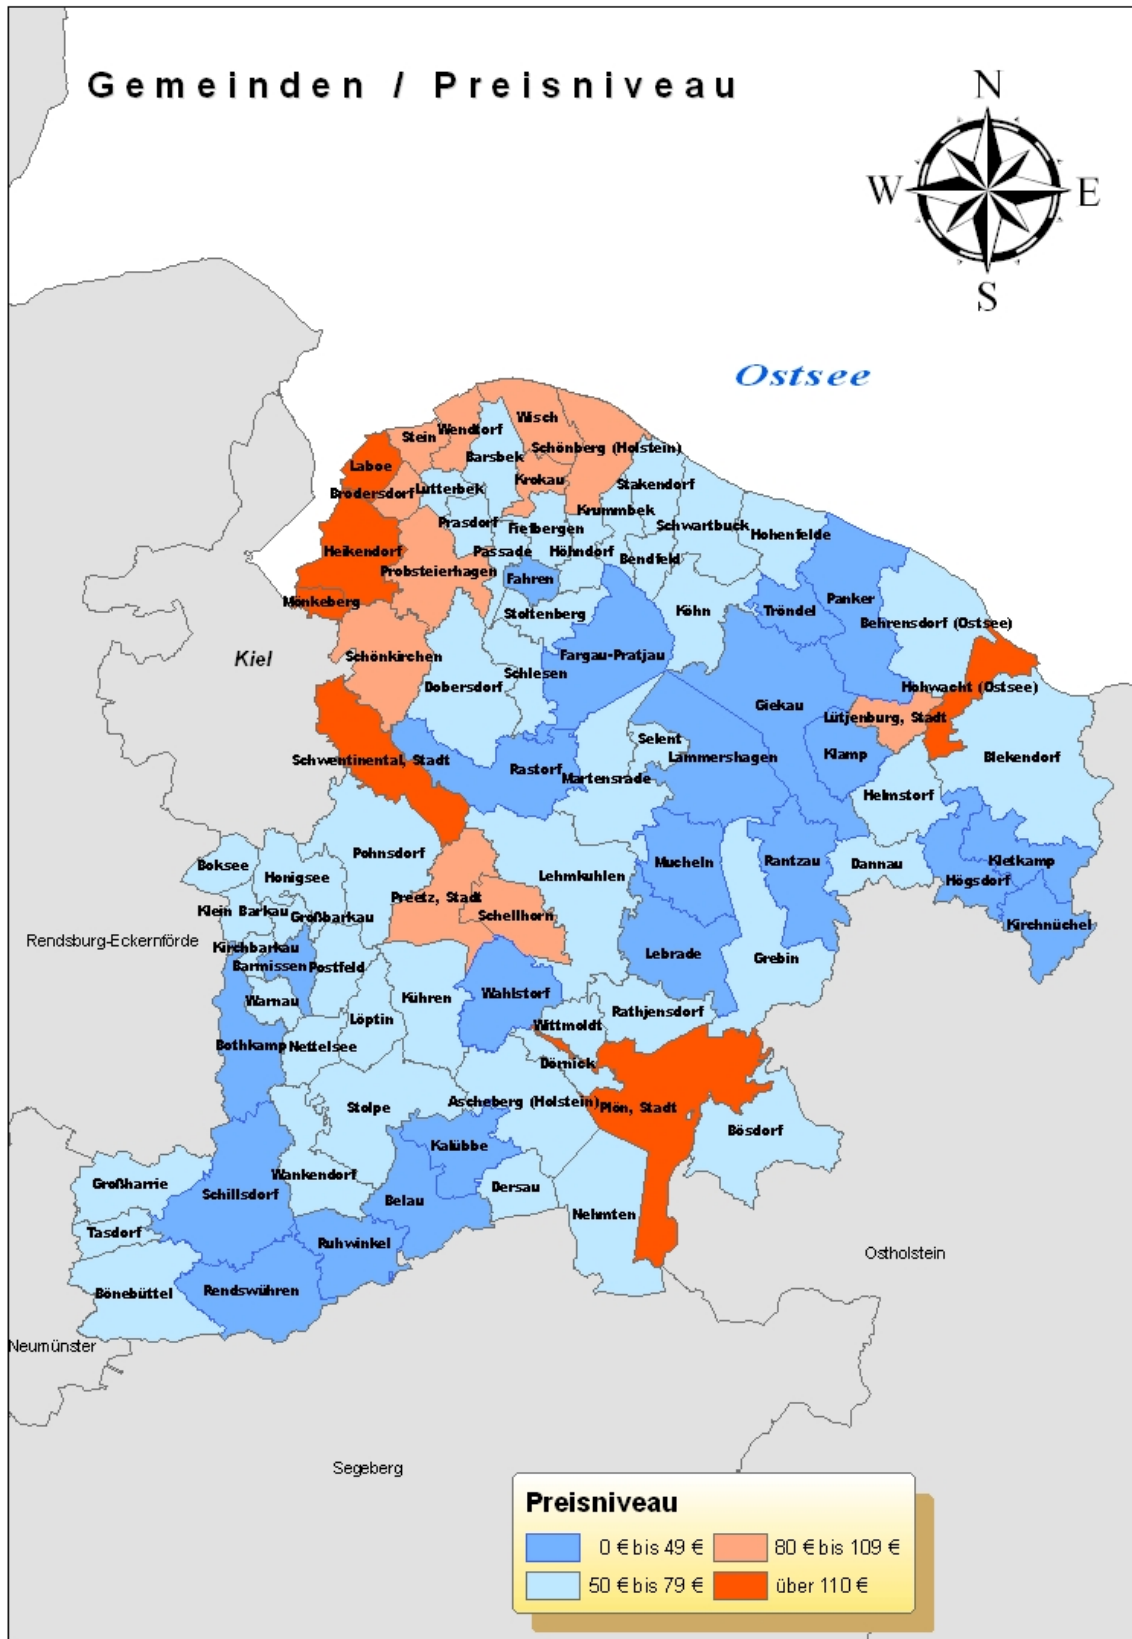 Gemeinden / Preisniveau
N
W E
S
Ostsee
Wisch
Wendtorf
Stein
Schönberg (Holstein)
Barsbek
Laboe
Krokau
Stakendorf
Lutterbek
Brodersdorf
Krummbek
Prasdorf
Schwartbuck
Fiefbergen
Hohenfelde
Heikendorf
Passade
Höhndorf
Bendfeld
Probsteierhagen
Fahren
Panker
Mönkeberg
Köhn
Tröndel
Stoltenberg
Behrensdorf (Ostsee)
Kiel
Schönkirchen
Fargau-Pratjau
Schlesen
Dobersdorf
Hohwacht (Ostsee)
Giekau
Lütjenburg, Stadt
Selent
Klamp
Lammershagen
Blekendorf
Schwentinental, Stadt
Rastorf
Martensrade
Helmstorf
Pohnsdorf
Boksee
Mucheln
Rantzau
Dannau
Kletkamp
Honigsee
Lehmkuhlen
Högsdorf
Preetz, Stadt
Klein Barkau
Großbarkau
Schellhorn
Kirchnüchel
Rendsburg-Eckernförde
Kirchbarkau
Lebrade
Grebin
Barmissen
Postfeld
Wahlstorf
Kühren
Warnau
Rathjensdorf
Löptin
Wittmoldt
Bothkamp
Nettelsee
Dörnick
Ascheberg (Holstein)
Stolpe
Plön, Stadt
Bösdorf
Kalübbe
Wankendorf
Großharrie
Dersau
Schillsdorf
Belau
Nehmten
Tasdorf
Ruhwinkel
Ostholstein
Rendswühren
Bönebüttel
Neumünster
Segeberg
Preisniveau
0 € bis 49 €
80 € bis 109 €
50 € bis 79 €
über 110 €